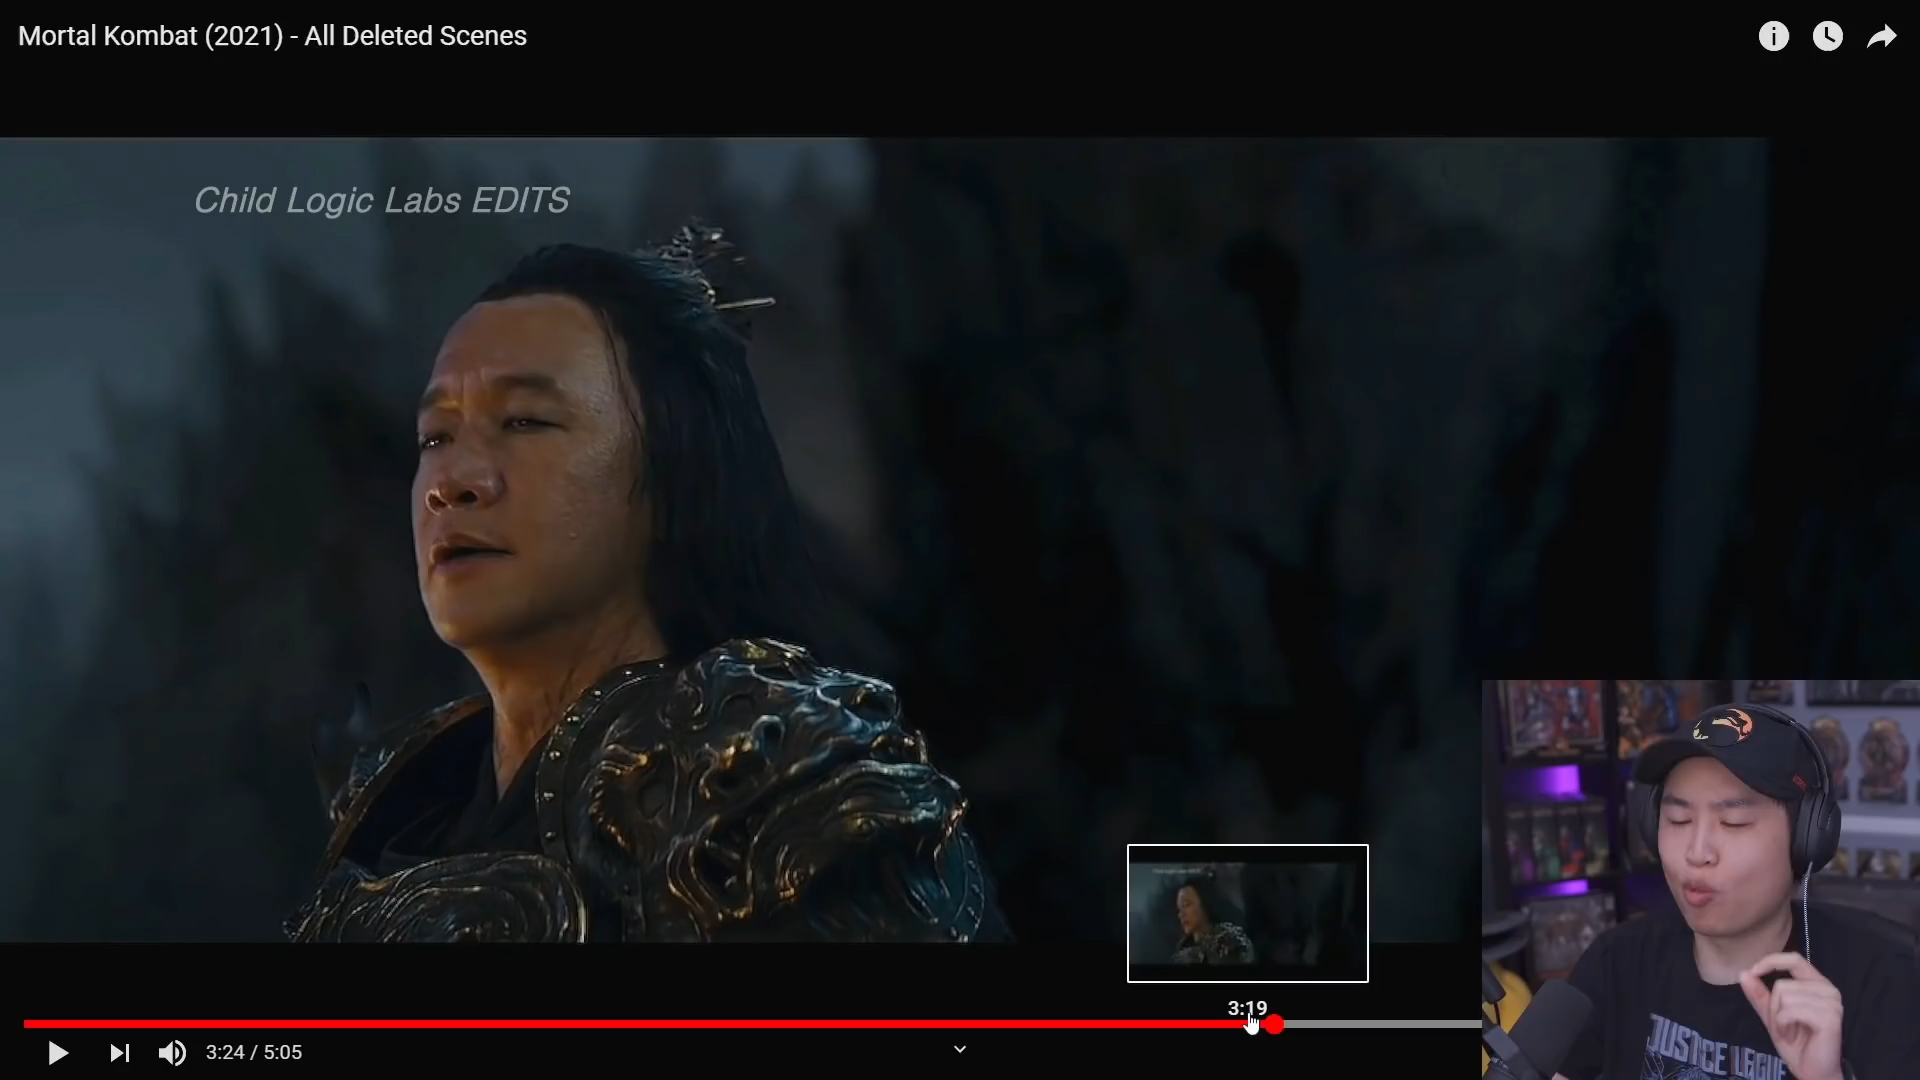 Mortal Kombat (2021) - All Deleted Scenes
Child Logic Labs EDITS
3:19
3:24 / 5:05
JUSTICE LEAGUE